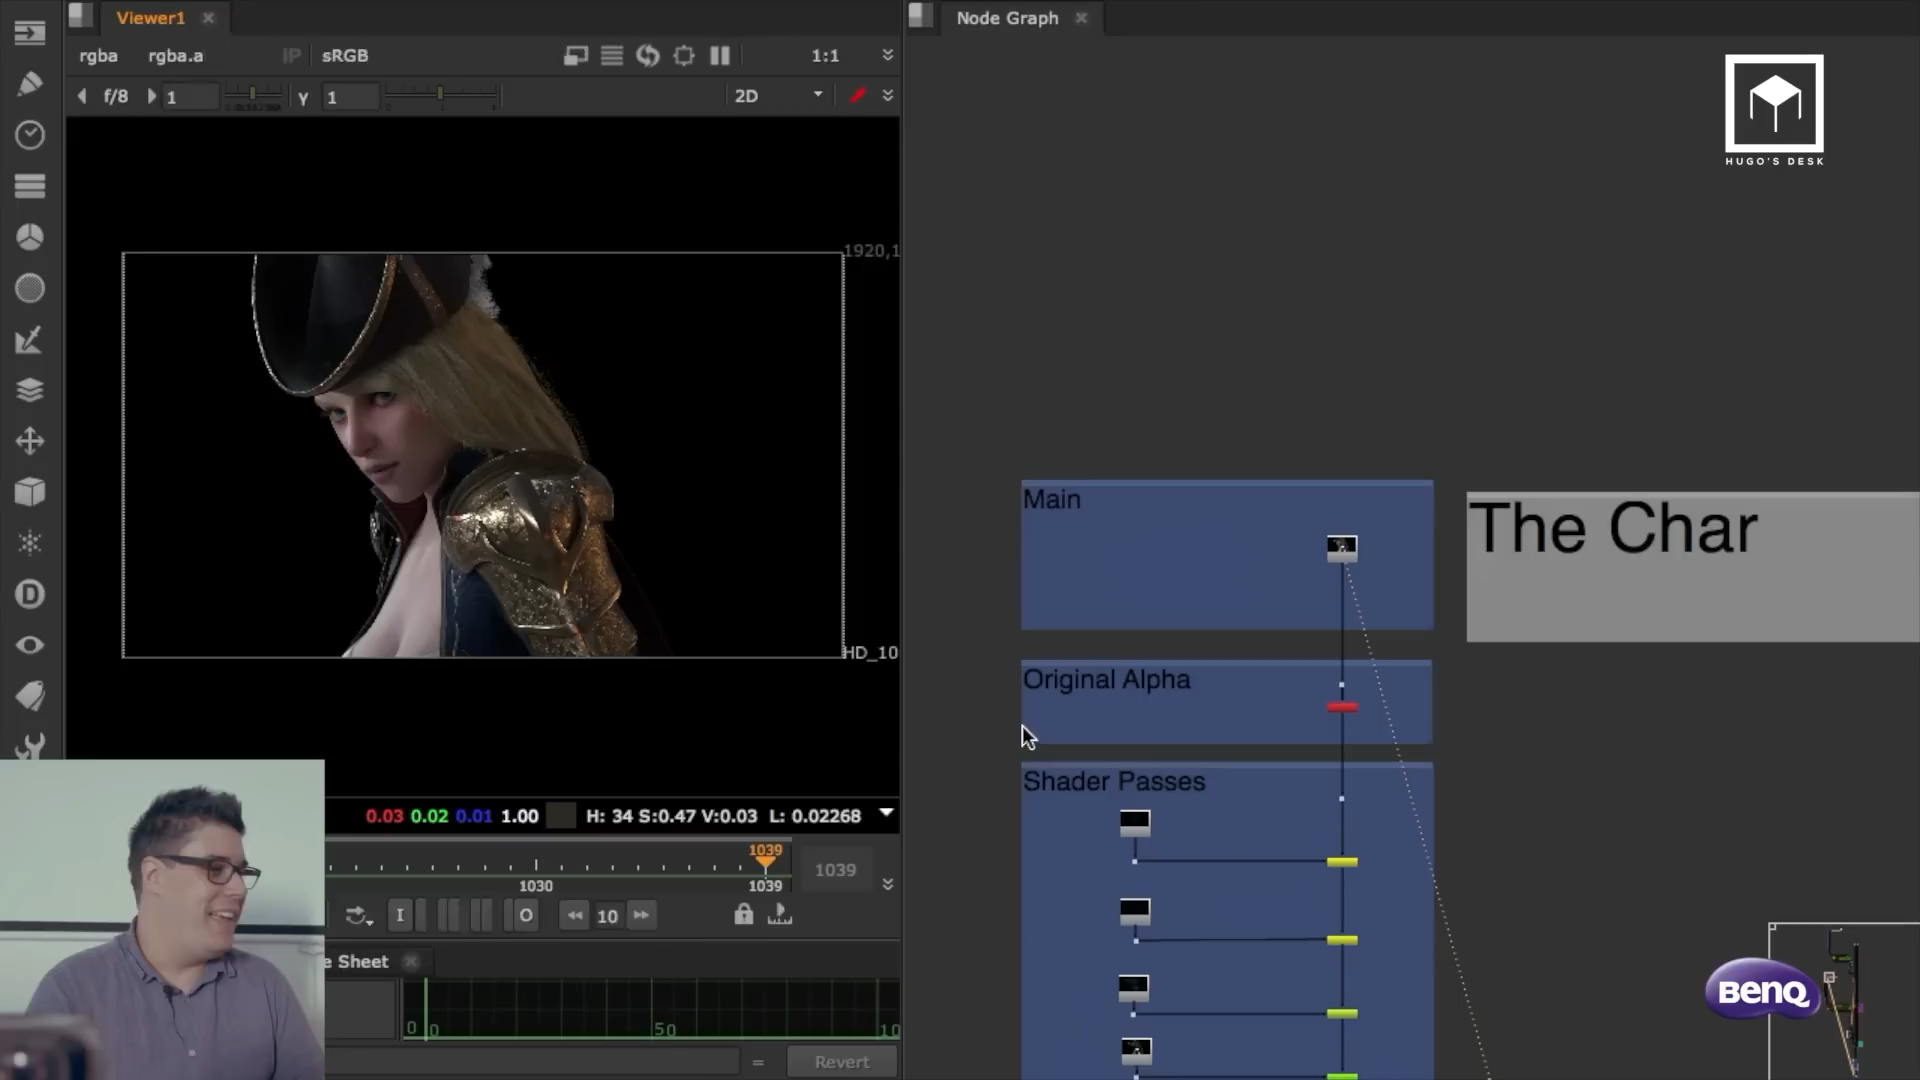 Viewer1
Node Graph
rgba
rgba.a
IP
sRGB
1:1
f/8
1
γ
1
2D
HUGO'S DESK
1920,1
HD_10
Main
The Char
Original Alpha
Shader Passes
D
0.03 0.02 0.01 1.00
H: 34 S:0.47 V:0.03 L: 0.02268
1039
1030
1039
1039
I
O
10
e Sheet
0
0
50
10
=
Revert
BenQ